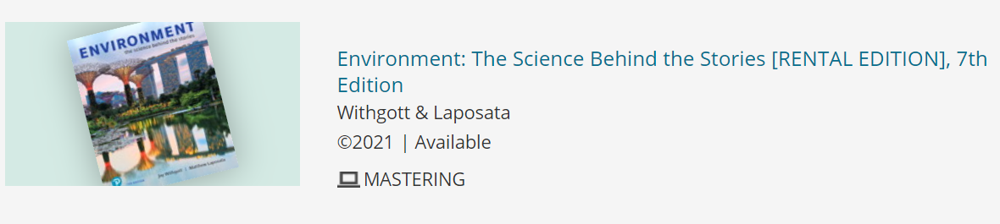 ENVIRONMENT
the science behind the stories
Jay Withgott | Matthew Laposata
Environment: The Science Behind the Stories [RENTAL EDITION], 7th
Edition
Withgott & Laposata
©2021 | Available
MASTERING